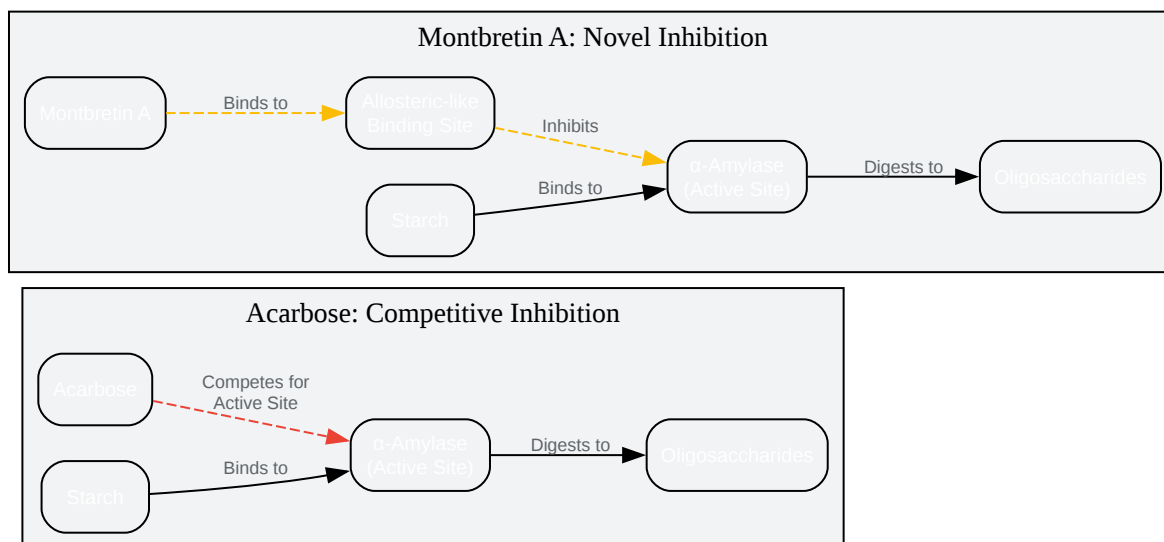 Montbretin A: Novel Inhibition
Montbretin A
Binds to
Allosteric-like
Binding Site
Inhibits
Starch
Binds to
α-Amylase
(Active Site)
Digests to
Oligosaccharides
Acarbose: Competitive Inhibition
Acarbose
Competes for
Active Site
Starch
Binds to
α-Amylase
(Active Site)
Digests to
Oligosaccharides